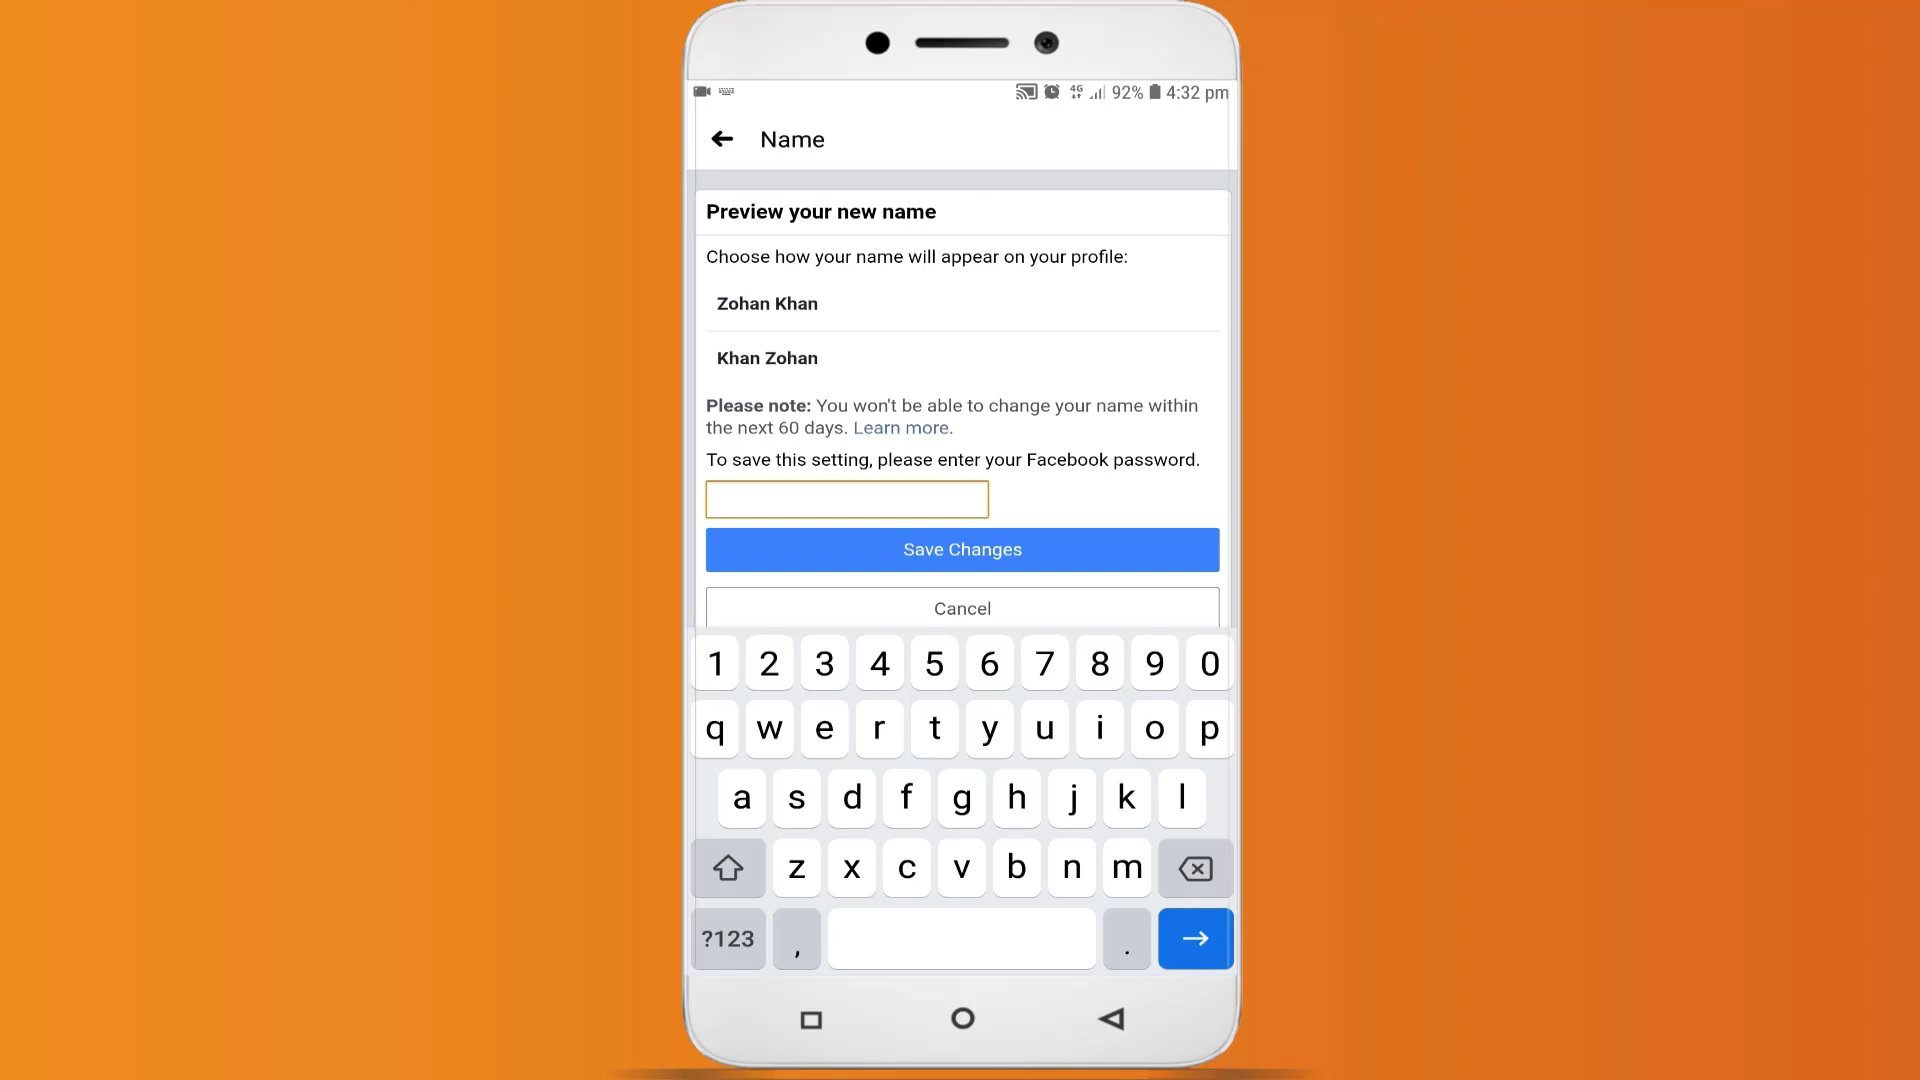 4G 92% 4:32 pm
Name
Preview your new name
Choose how your name will appear on your profile:
Zohan Khan
Khan Zohan
Please note: You won't be able to change your name within
the next 60 days. Learn more.
To save this setting, please enter your Facebook password.
Save Changes
Cancel
1 2 3 4 5 6 7 8 9 0
q w e r t y u i o p
a s d f g h j k l
z x c v b n m
?123 , .